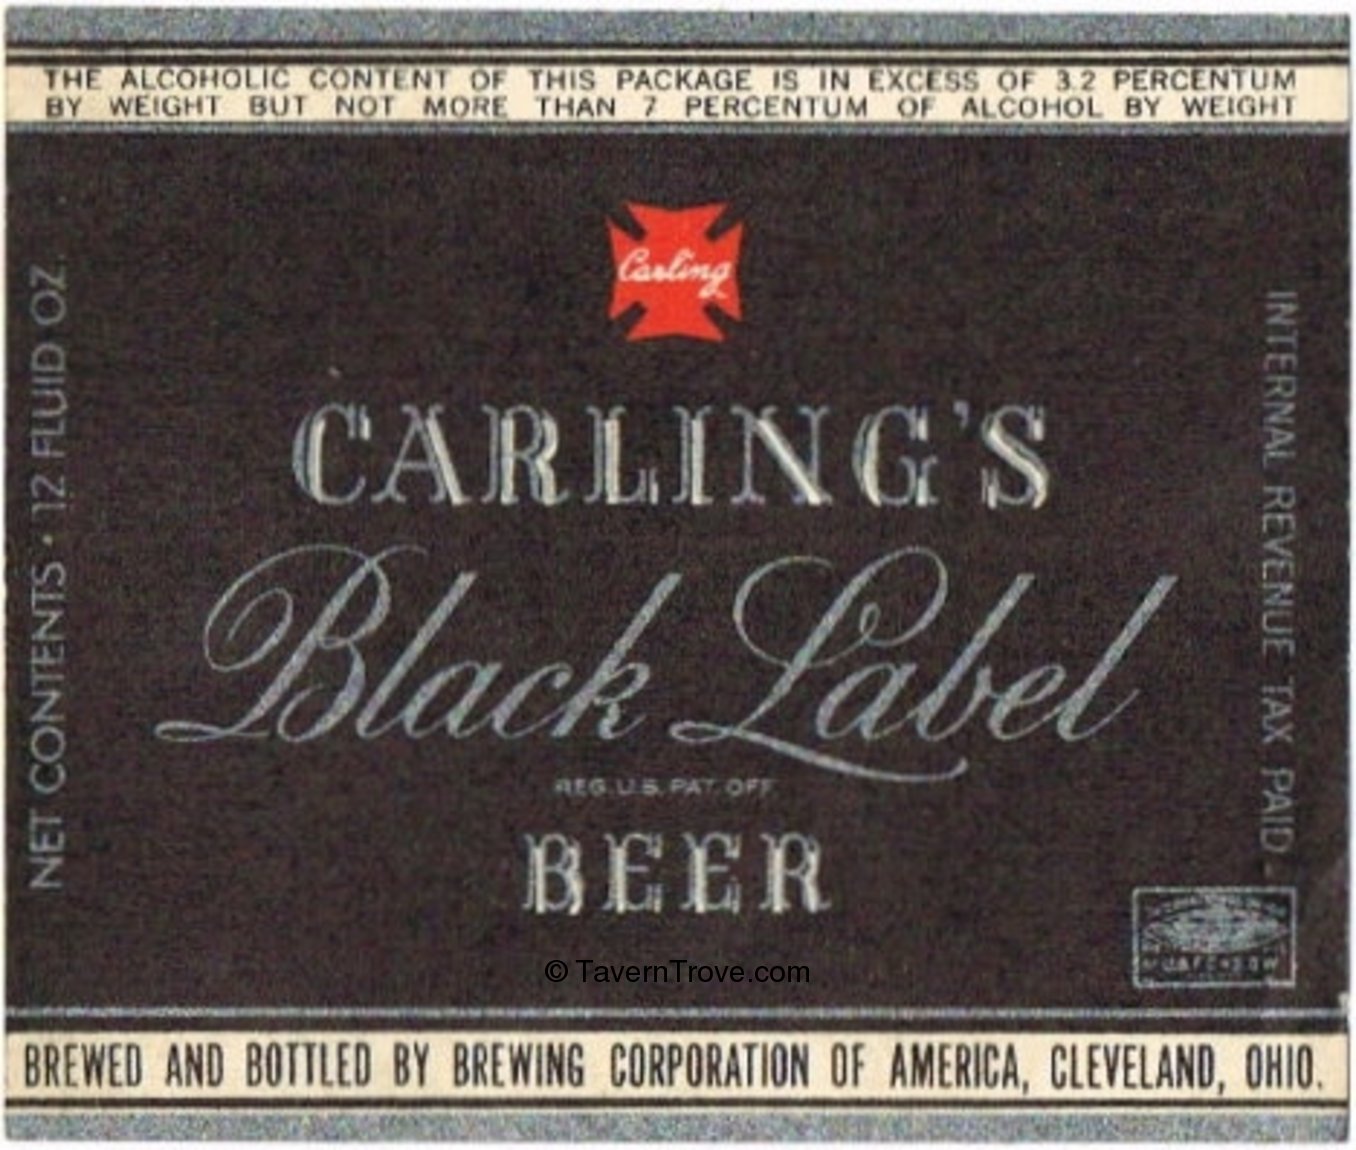 THE ALCOHOLIC CONTENT OF THIS PACKAGE IS IN EXCESS OF 3.2 PERCENTUM
BY WEIGHT BUT NOT MORE THAN 7 PERCENTUM OF ALCOHOL BY WEIGHT
Carling
NET CONTENTS · 12 FLUID OZ.
CARLING'S
Black Label
REG. U.S. PAT. OFF.
BEER
INTERNAL REVENUE TAX PAID
© TavernTrove.com
BREWED AND BOTTLED BY BREWING CORPORATION OF AMERICA, CLEVELAND, OHIO.